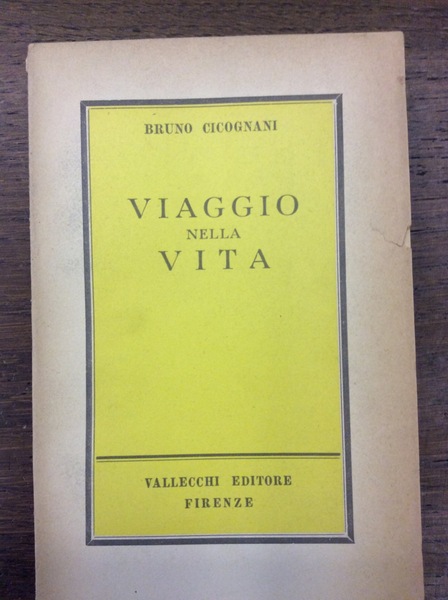 BRUNO CICOGNANI
VIAGGIO
NELLA
VITA
VALLECCHI EDITORE
FIRENZE